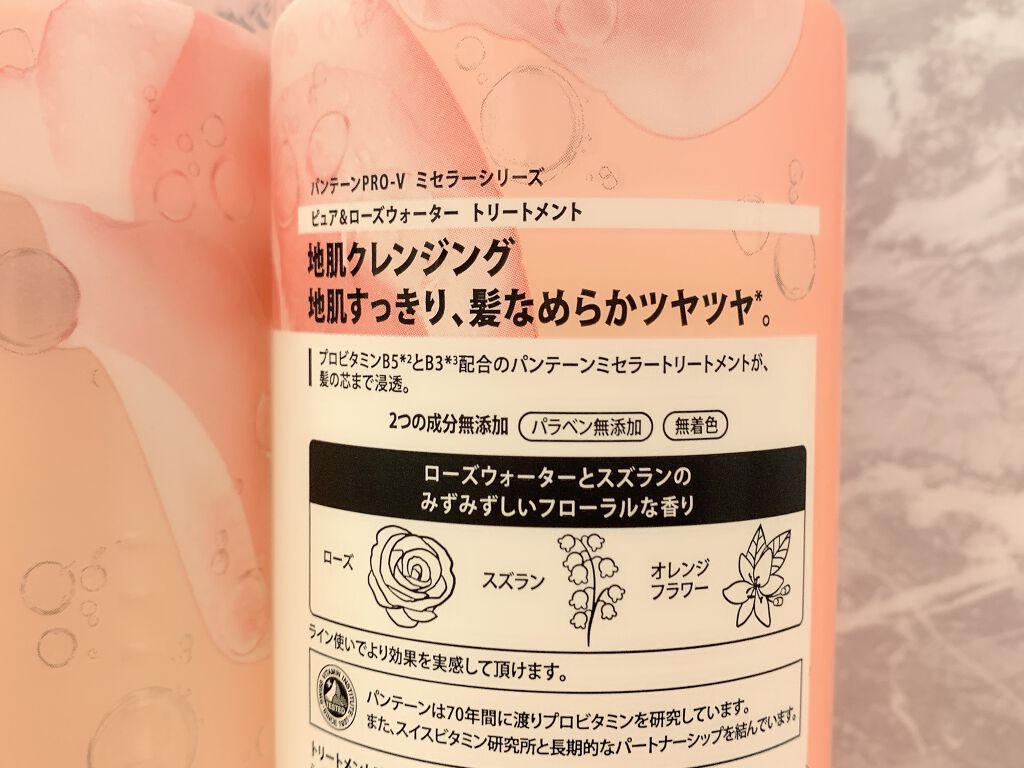 パンテーンPRO-V ミセラーシリーズ
ピュア&ローズウォーター トリートメント
地肌クレンジング
地肌すっきり、髪なめらかツヤツヤ*。
プロビタミンB5*2とB3*3配合のパンテーンミセラートリートメントが、
髪の芯まで浸透。
2つの成分無添加 パラベン無添加 無着色
ローズウォーターとスズランの
みずみずしいフローラルな香り
ローズ
スズラン
オレンジ
フラワー
ライン使いでより効果を実感して頂けます。
パンテーンは70年間に渡りプロビタミンを研究しています。
また、スイスビタミン研究所と長期的なパートナーシップを結んでいます。